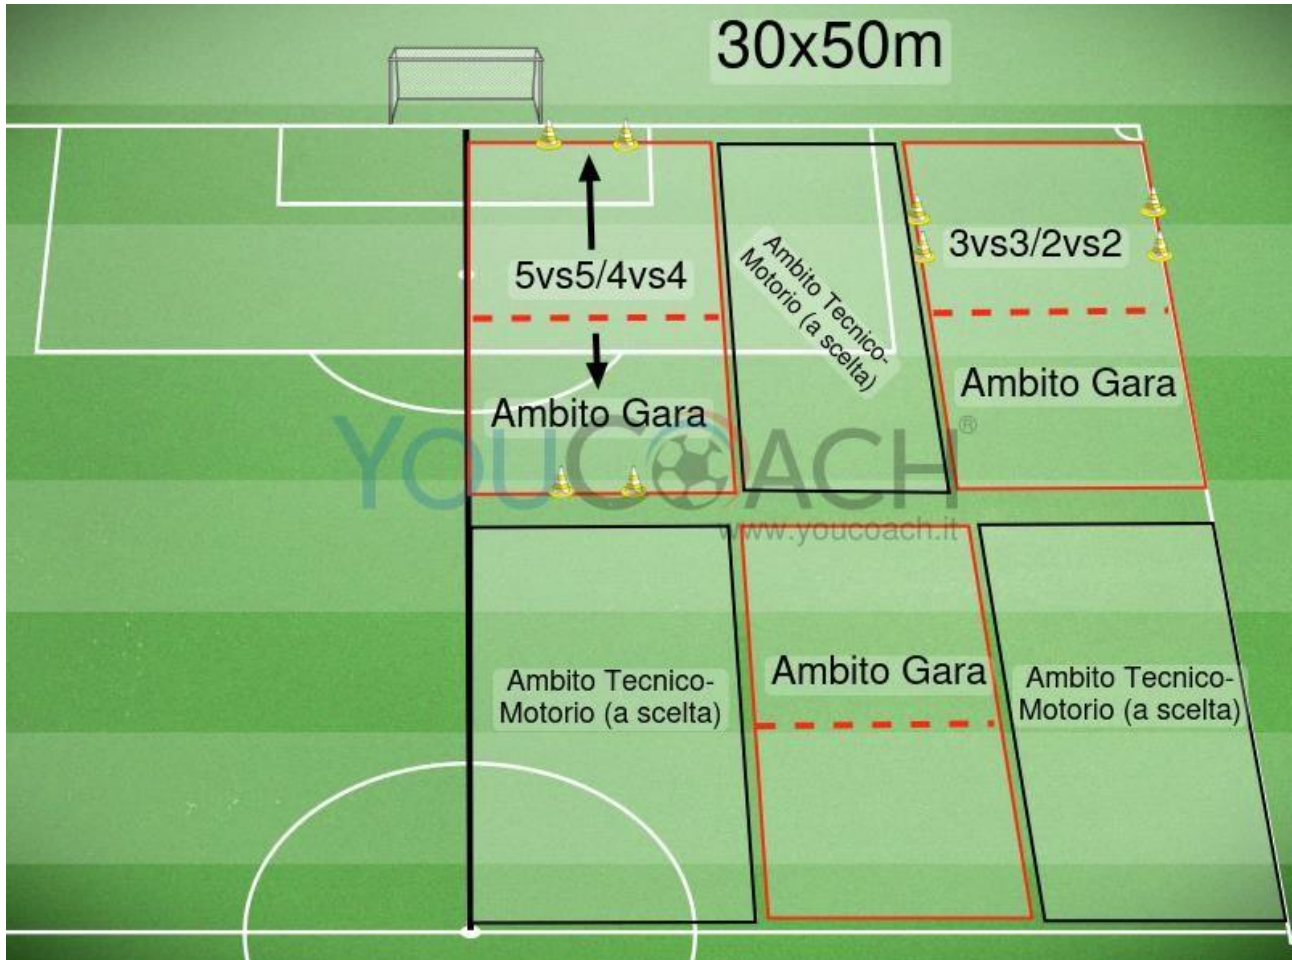 30x50m
5vs5/4vs4
Ambito Gara
Ambito Tecnico-
Motorio (a scelta)
3vs3/2vs2
Ambito Gara
YOUCOACH®
www.youcoach.it
Ambito Tecnico-
Motorio (a scelta)
Ambito Gara
Ambito Tecnico-
Motorio (a scelta)